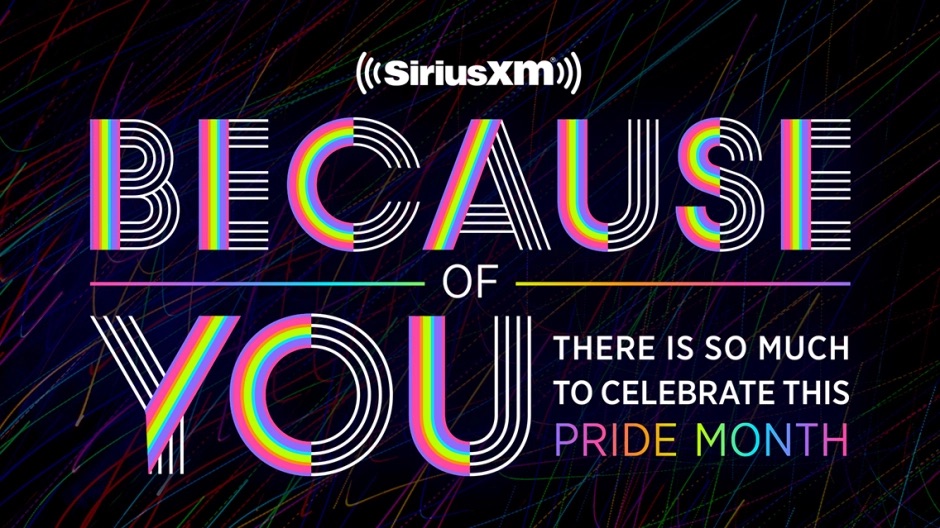 SiriusXM
BECAUSE
OF
YOU
THERE IS SO MUCH
TO CELEBRATE THIS
PRIDE MONTH